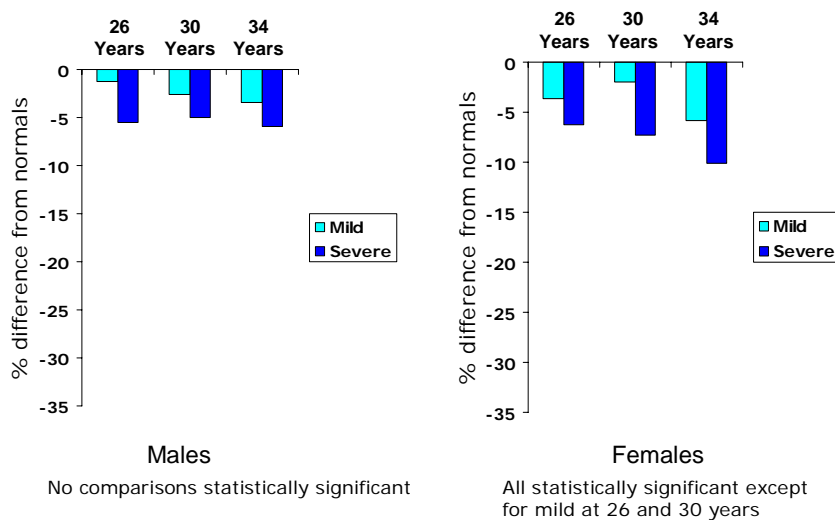 26
Years
30
Years
34
Years
0
-5
-10
-15
-20
-25
-30
-35
% difference from normals
Mild
Severe
Males
No comparisons statistically significant
26
Years
30
Years
34
Years
0
-5
-10
-15
-20
-25
-30
-35
% difference from normals
Mild
Severe
Females
All statistically significant except
for mild at 26 and 30 years